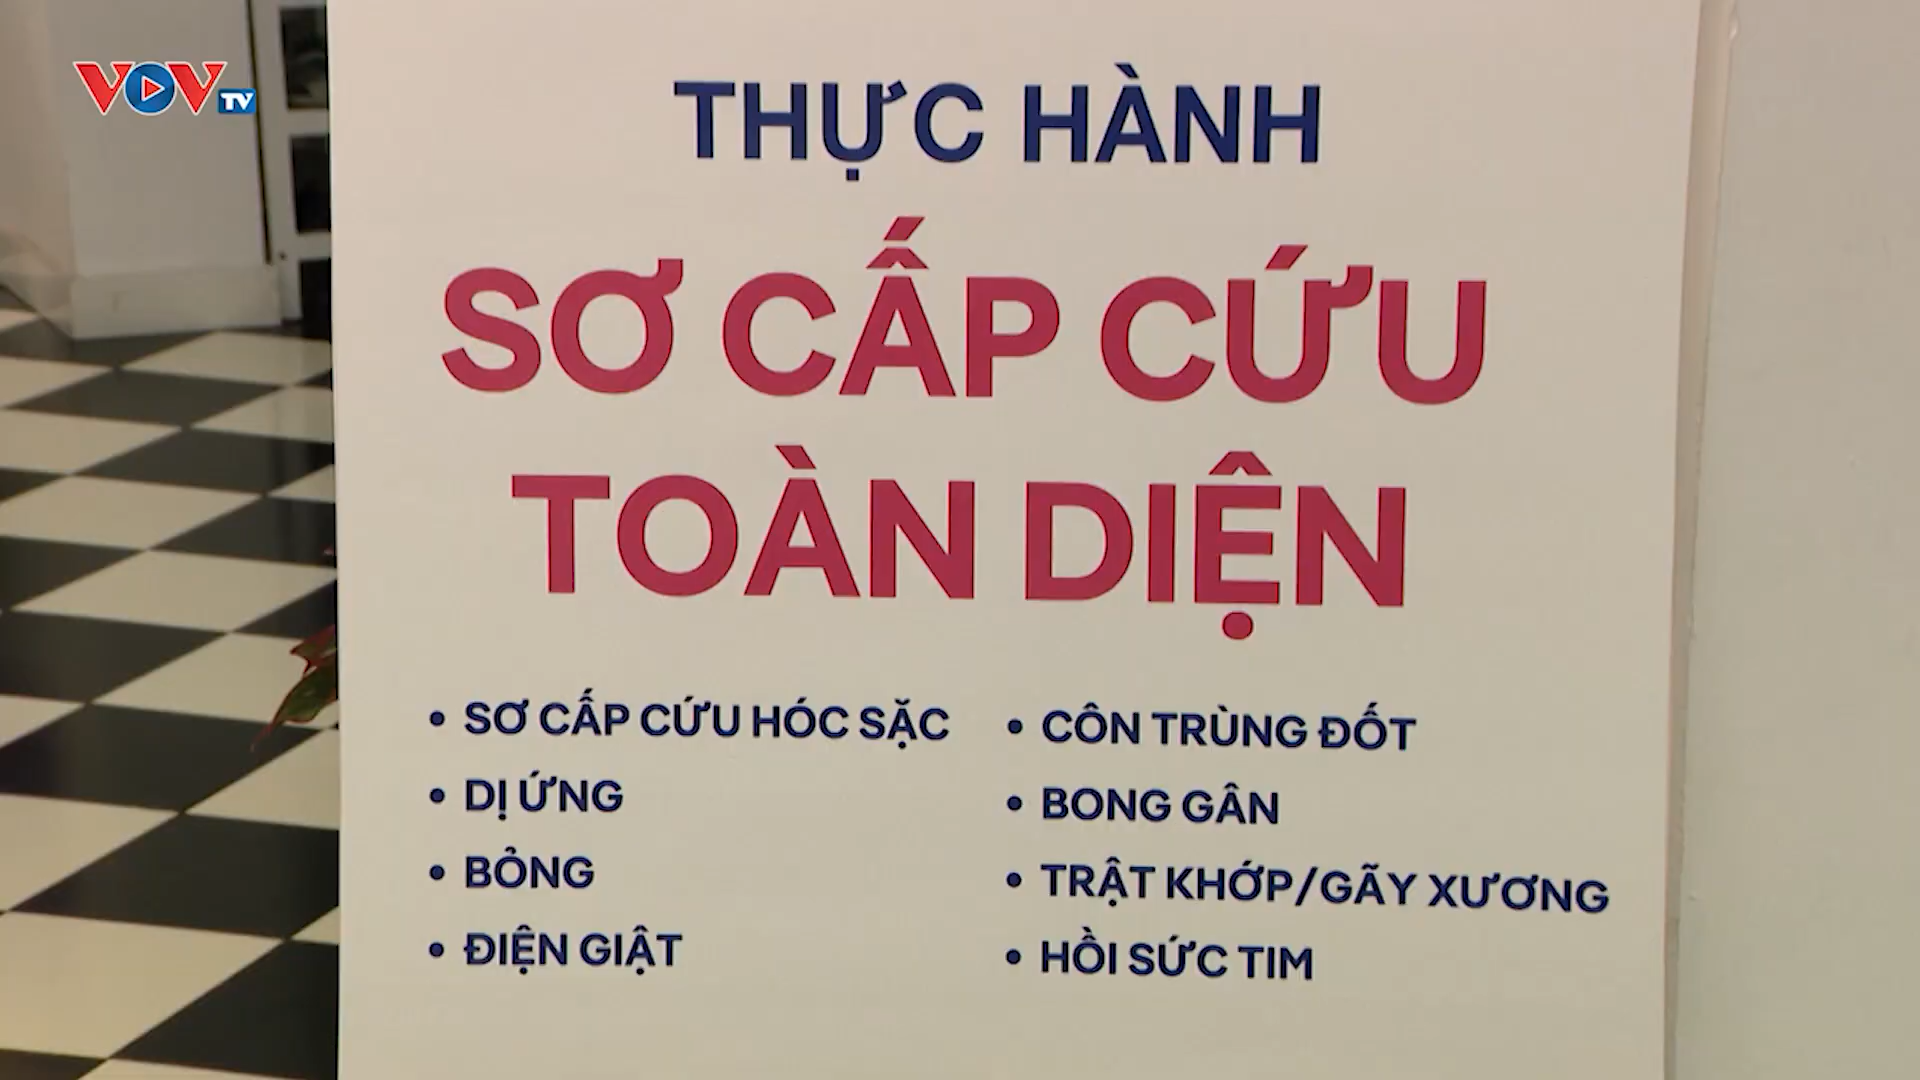 VOV TV
THỰC HÀNH
SƠ CẤP CỨU
TOÀN DIỆN
• SƠ CẤP CỨU HÓC SẶC
• DỊ ỨNG
• BỎNG
• ĐIỆN GIẬT
• CÔN TRÙNG ĐỐT
• BONG GÂN
• TRẬT KHỚP/GÃY XƯƠNG
• HỒI SỨC TIM